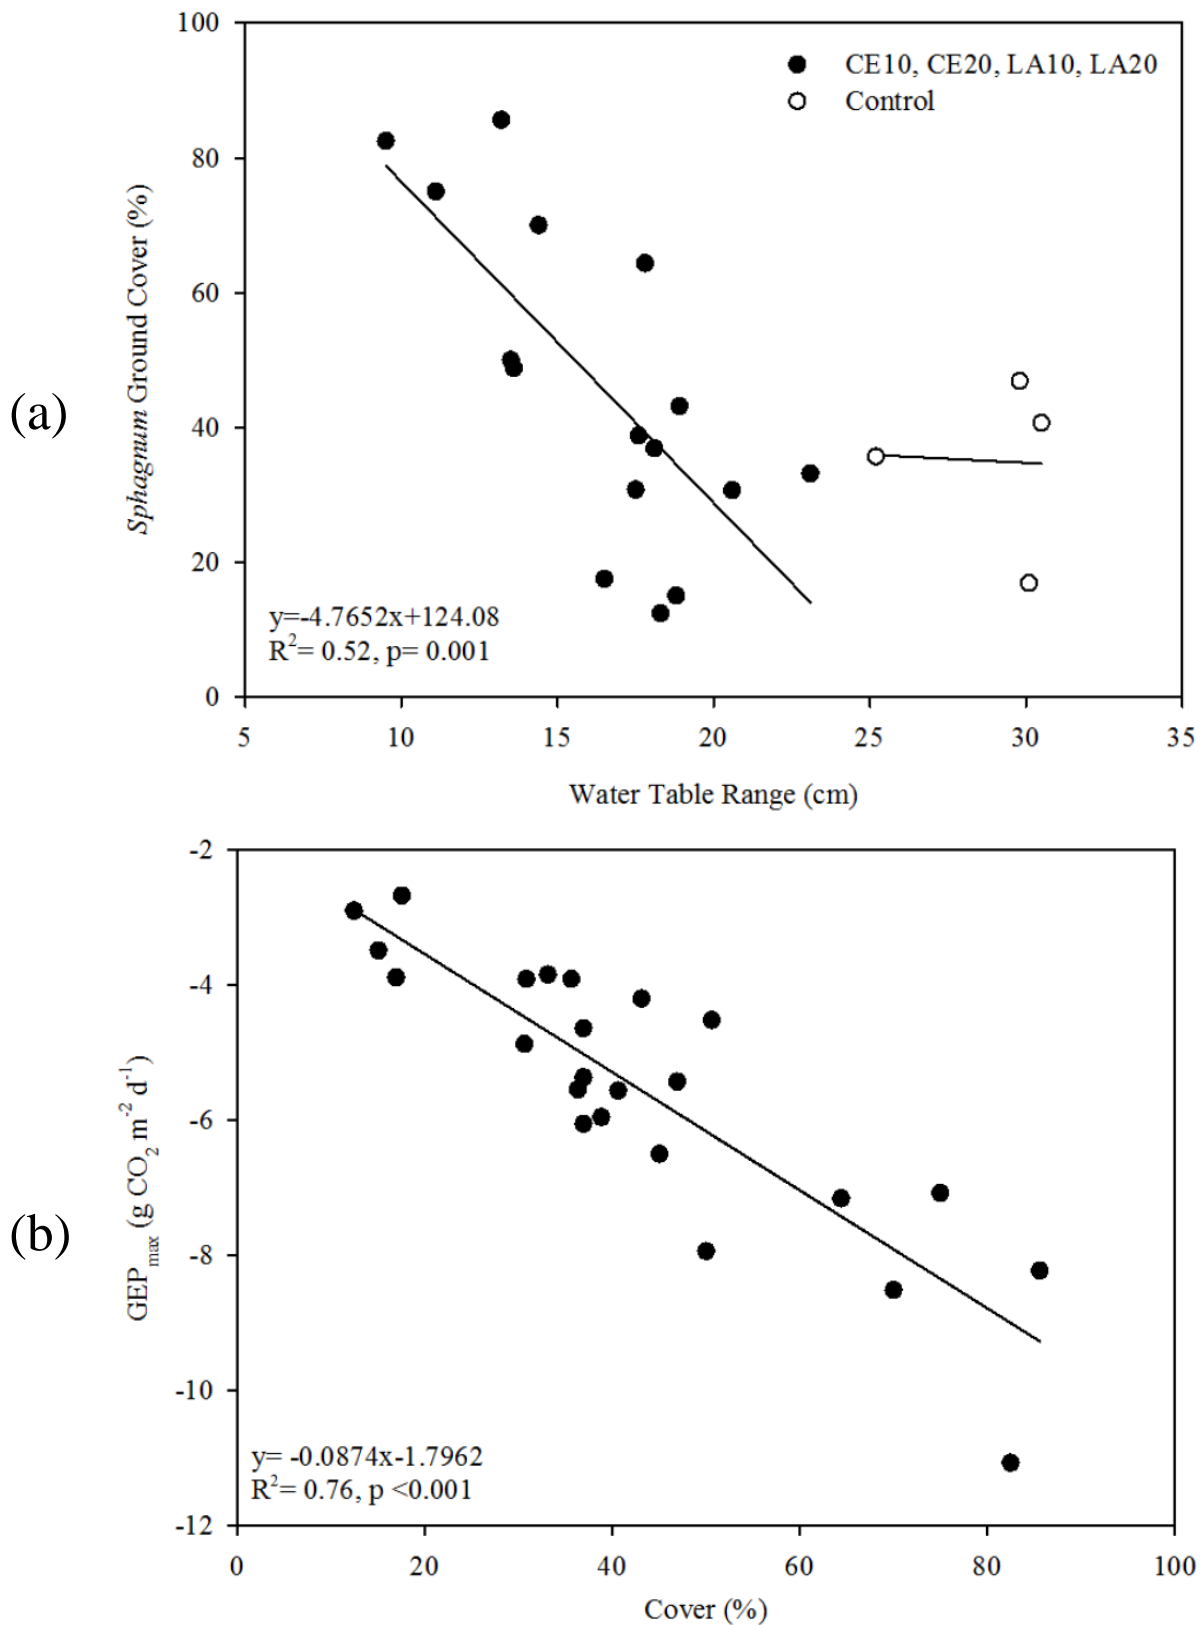 (a)
Sphagnum Ground Cover (%)
100
80
60
40
20
0
CE10, CE20, LA10, LA20
Control
y=-4.7652x+124.08
R²= 0.52, p= 0.001
5 10 15 20 25 30 35
Water Table Range (cm)
(b)
GEPmax (g CO₂ m⁻² d⁻¹)
-2
-4
-6
-8
-10
-12
y= -0.0874x-1.7962
R²= 0.76, p <0.001
0 20 40 60 80 100
Cover (%)